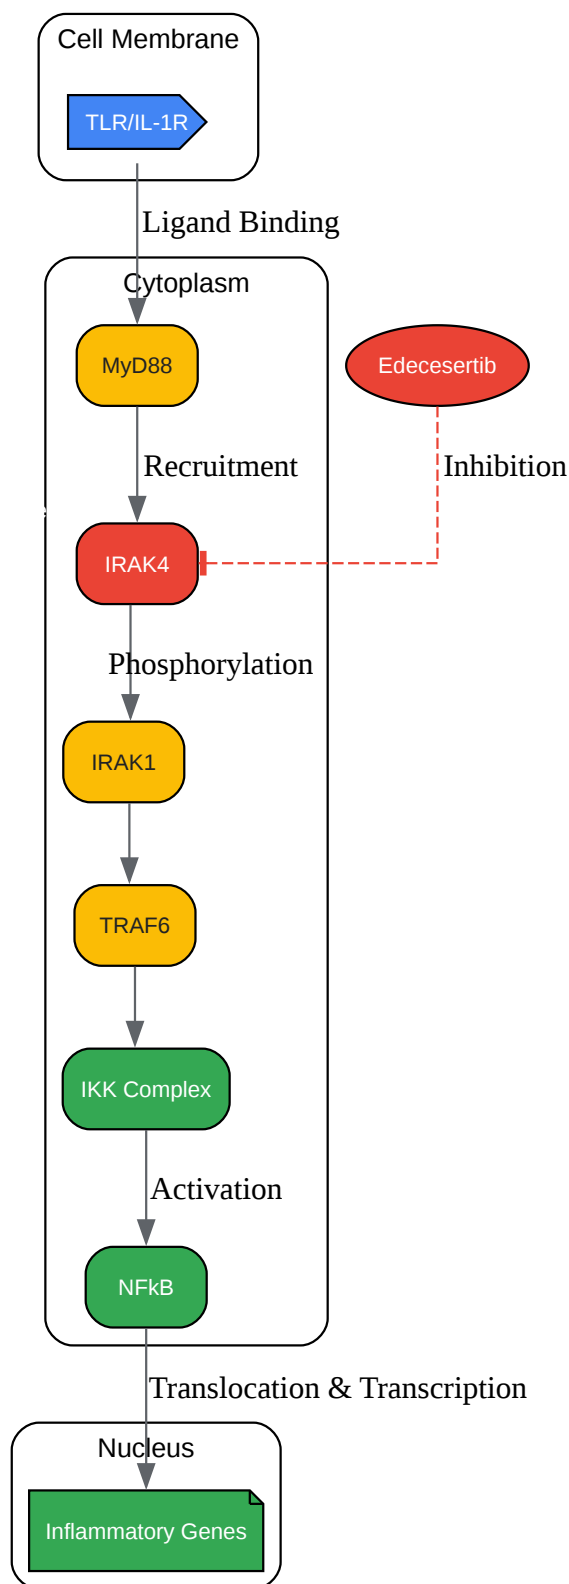 Cell Membrane
TLR/IL-1R
Ligand Binding
Cytoplasm
MyD88
Edecesertib
Recruitment
Inhibition
IRAK4
Phosphorylation
IRAK1
TRAF6
IKK Complex
Activation
NFkB
Translocation & Transcription
Nucleus
Inflammatory Genes